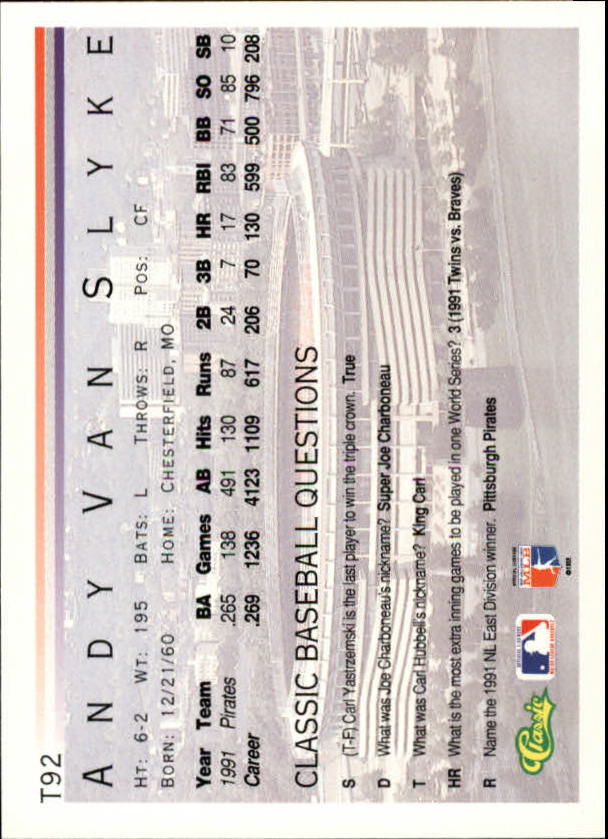 T92
ANDY VAN SLYKE
HT: 6-2 WT: 195 BATS: L THROWS: R POS: CF
BORN: 12/21/60 HOME: CHESTERFIELD, MO
Year Team BA Games AB Hits Runs 2B 3B HR RBI BB SO SB
1991 Pirates .265 138 491 130 87 24 7 17 83 71 85 10
Career .269 1236 4123 1109 617 206 70 130 599 500 796 208
CLASSIC BASEBALL QUESTIONS
S (T-F) Carl Yastrzemski is the last player to win the triple crown. True
D What was Joe Charboneau's nickname? Super Joe Charboneau
T What was Carl Hubbell's nickname? King Carl
HR What is the most extra inning games to be played in one World Series? 3 (1991 Twins vs. Braves)
R Name the 1991 NL East Division winner. Pittsburgh Pirates
Classic
MLB